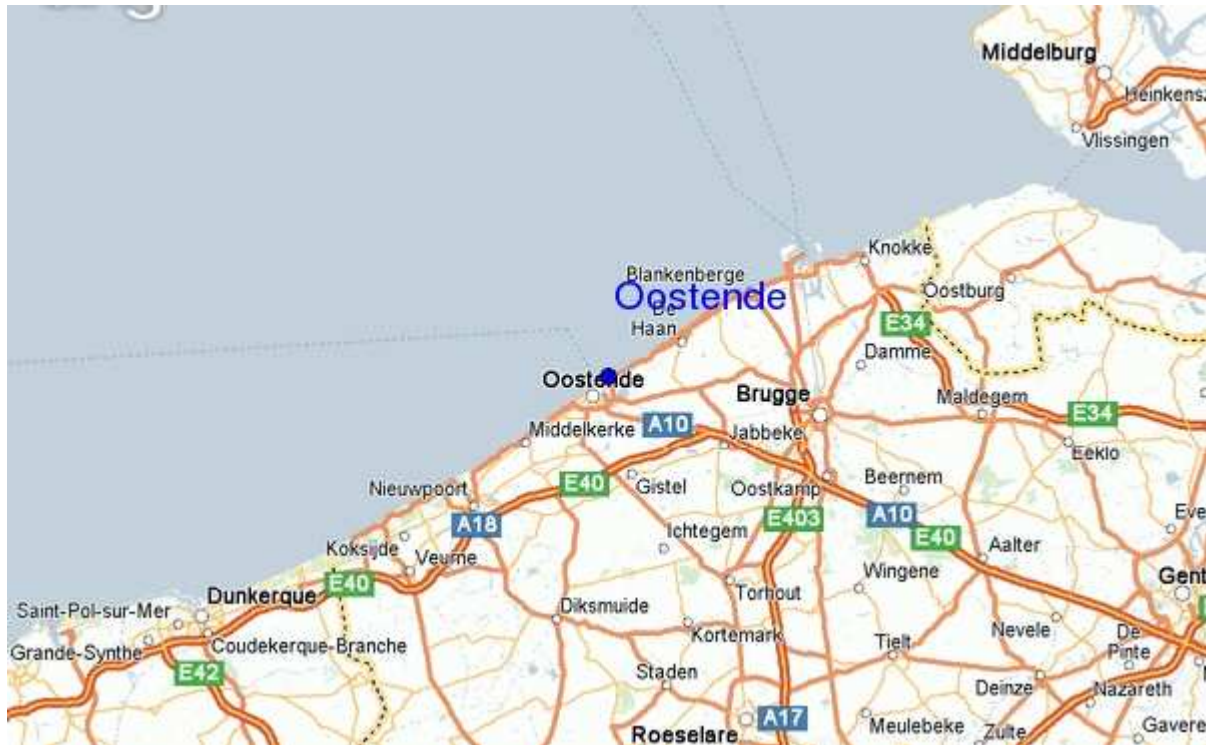 Middelburg
Heinkensz
Vlissingen
Knokke
Blankenberge
Oostende
Oostburg
De
Haan
E34
Damme
Oostende
Brugge
Maldegem
E34
A10
Middelkerke
Jabbeke
Eeklo
E40
Gistel
Oostkamp
Beernem
Nieuwpoort
A18
E403
A10
Eve
Ichtegem
E40
Koksijde
Veurne
Aalter
E40
Wingene
Gent
Torhout
Dunkerque
Saint-Pol-sur-Mer
Diksmuide
Nevele
Kortemark
De
Pinte
Grande-Synthe
Coudekerque-Branche
Tielt
E42
Staden
Deinze
Nazareth
A17
Meulebeke
Roeselare
Zulte
Gavere